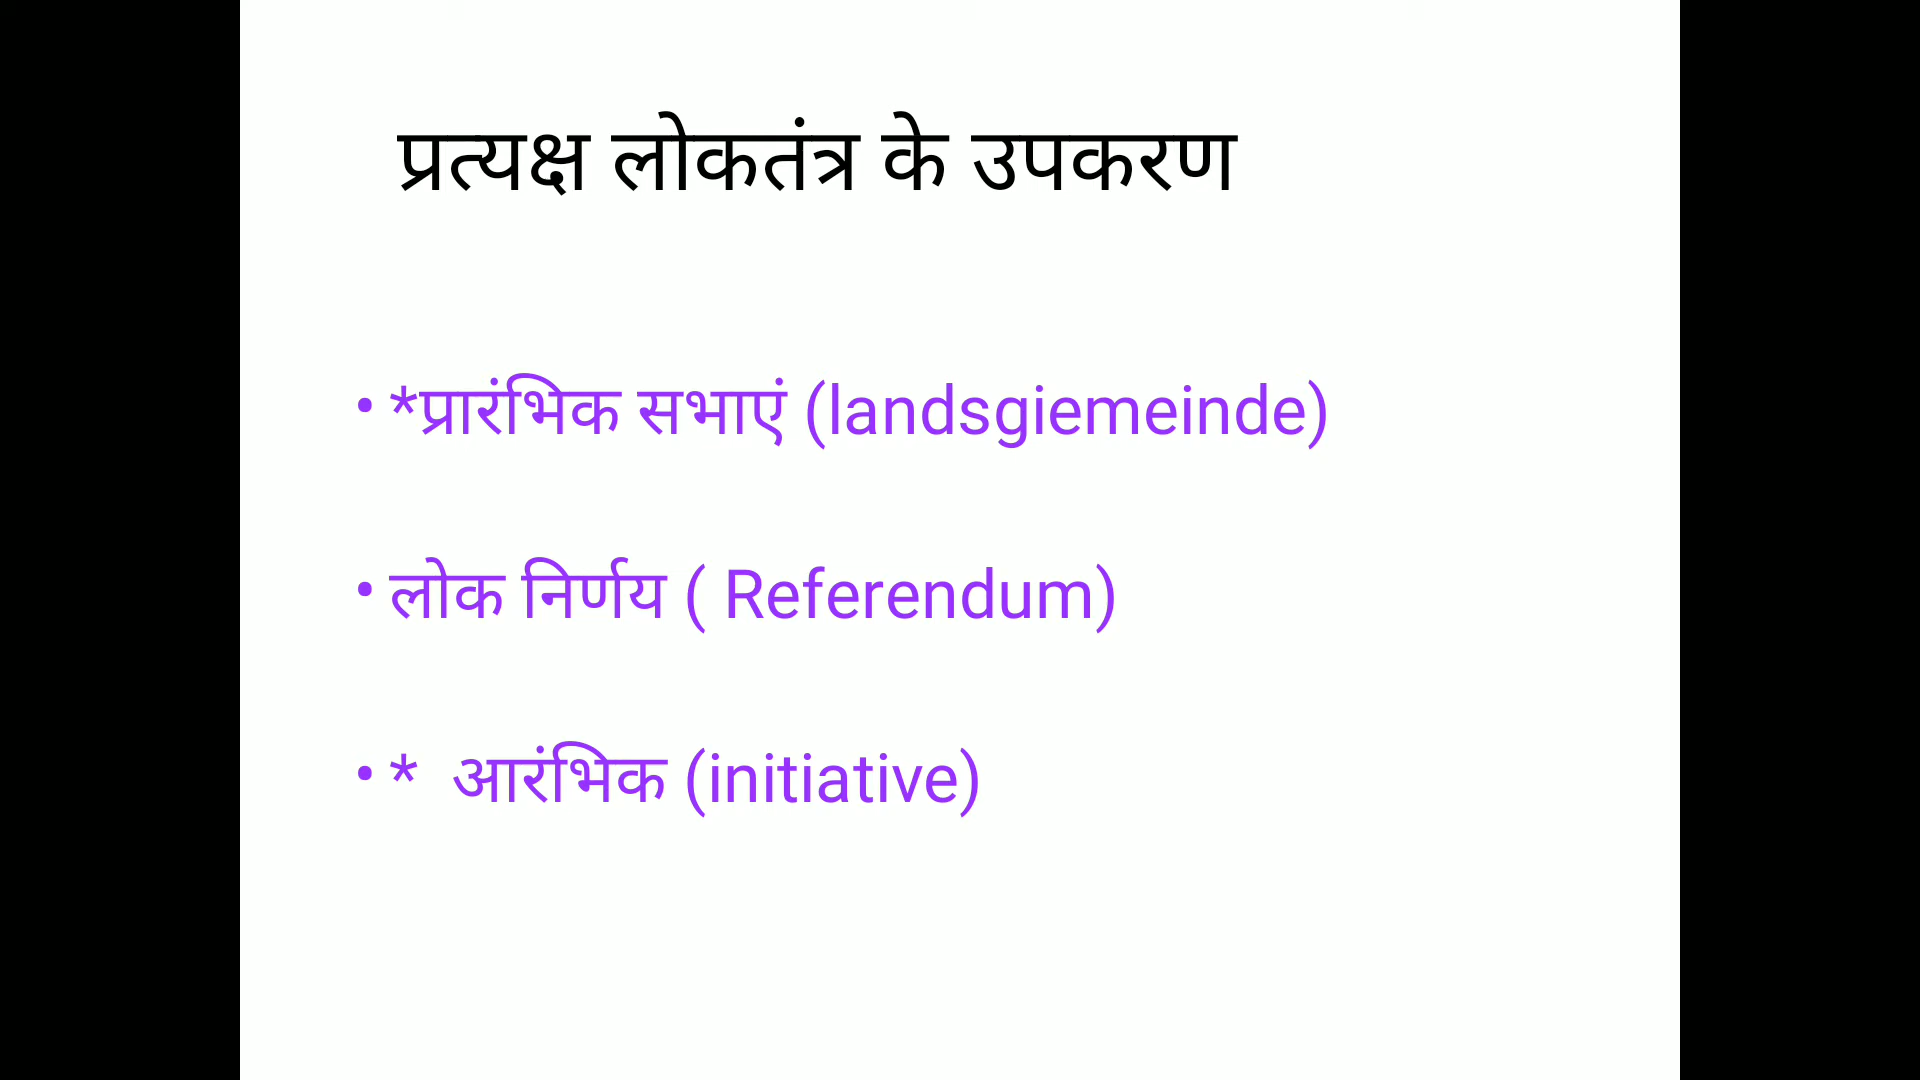 प्रत्यक्ष लोकतंत्र के उपकरण
• *प्रारंभिक सभाएं (landsgiemeinde)
• लोक निर्णय ( Referendum)
• *  आरंभिक (initiative)